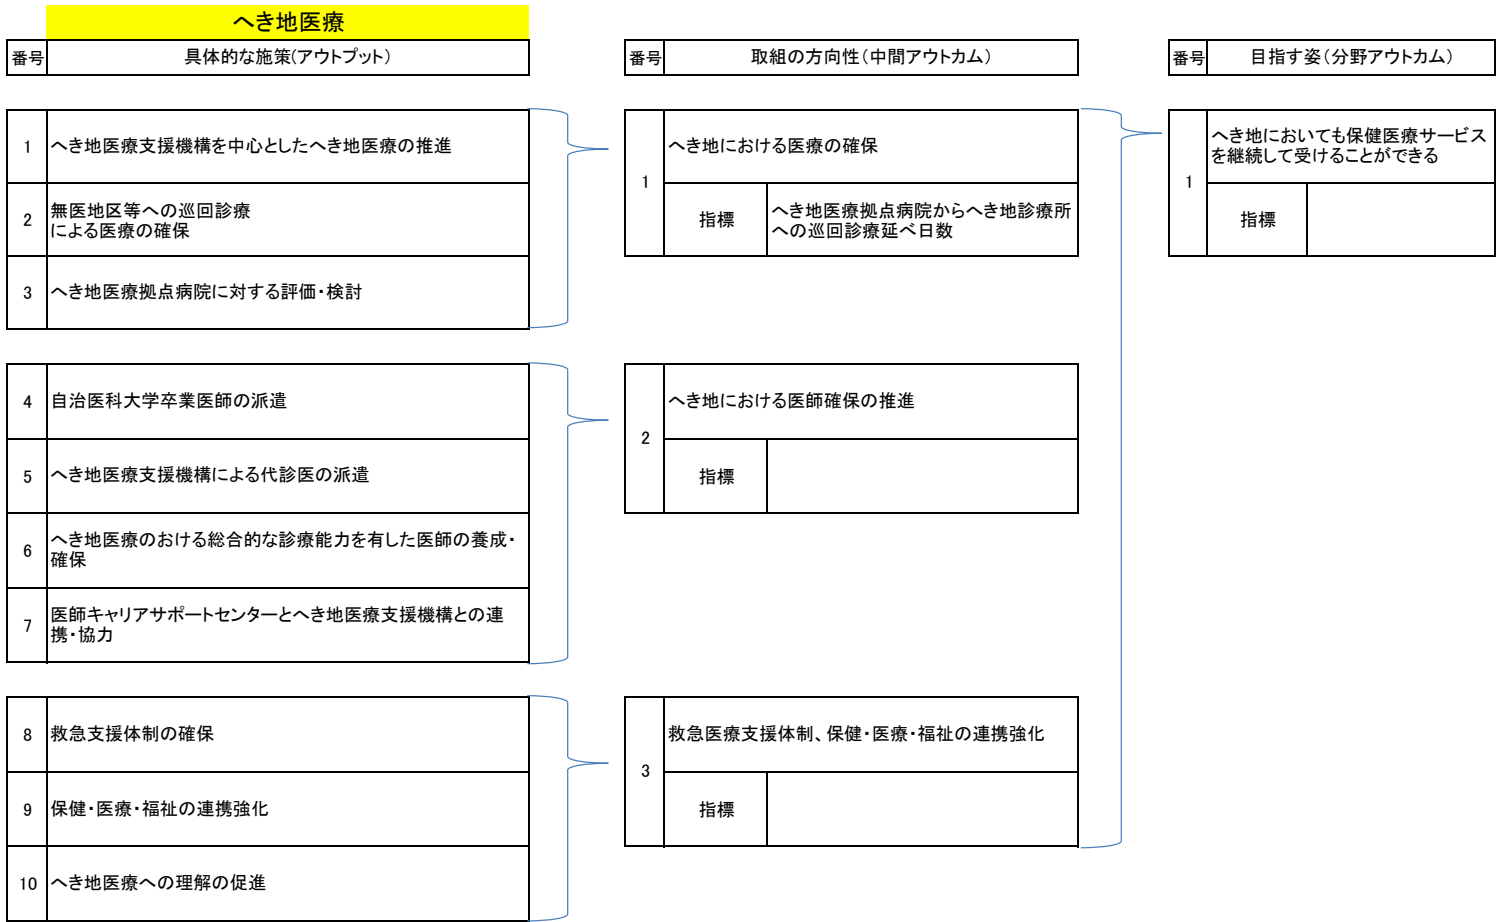 へき地医療
番号
具体的な施策(アウトプット)
番号
取組の方向性(中間アウトカム)
番号
目指す姿(分野アウトカム)
1
へき地医療支援機構を中心としたへき地医療の推進
2
無医地区等への巡回診療
による医療の確保
3
へき地医療拠点病院に対する評価・検討
1
へき地における医療の確保
指標
へき地医療拠点病院からへき地診療所
への巡回診療延べ日数
1
へき地においても保健医療サービス
を継続して受けることができる
指標
4
自治医科大学卒業医師の派遣
5
へき地医療支援機構による代診医の派遣
6
へき地医療のおける総合的な診療能力を有した医師の養成・
確保
7
医師キャリアサポートセンターとへき地医療支援機構との連
携・協力
2
へき地における医師確保の推進
指標
8
救急支援体制の確保
9
保健・医療・福祉の連携強化
10
へき地医療への理解の促進
3
救急医療支援体制、保健・医療・福祉の連携強化
指標